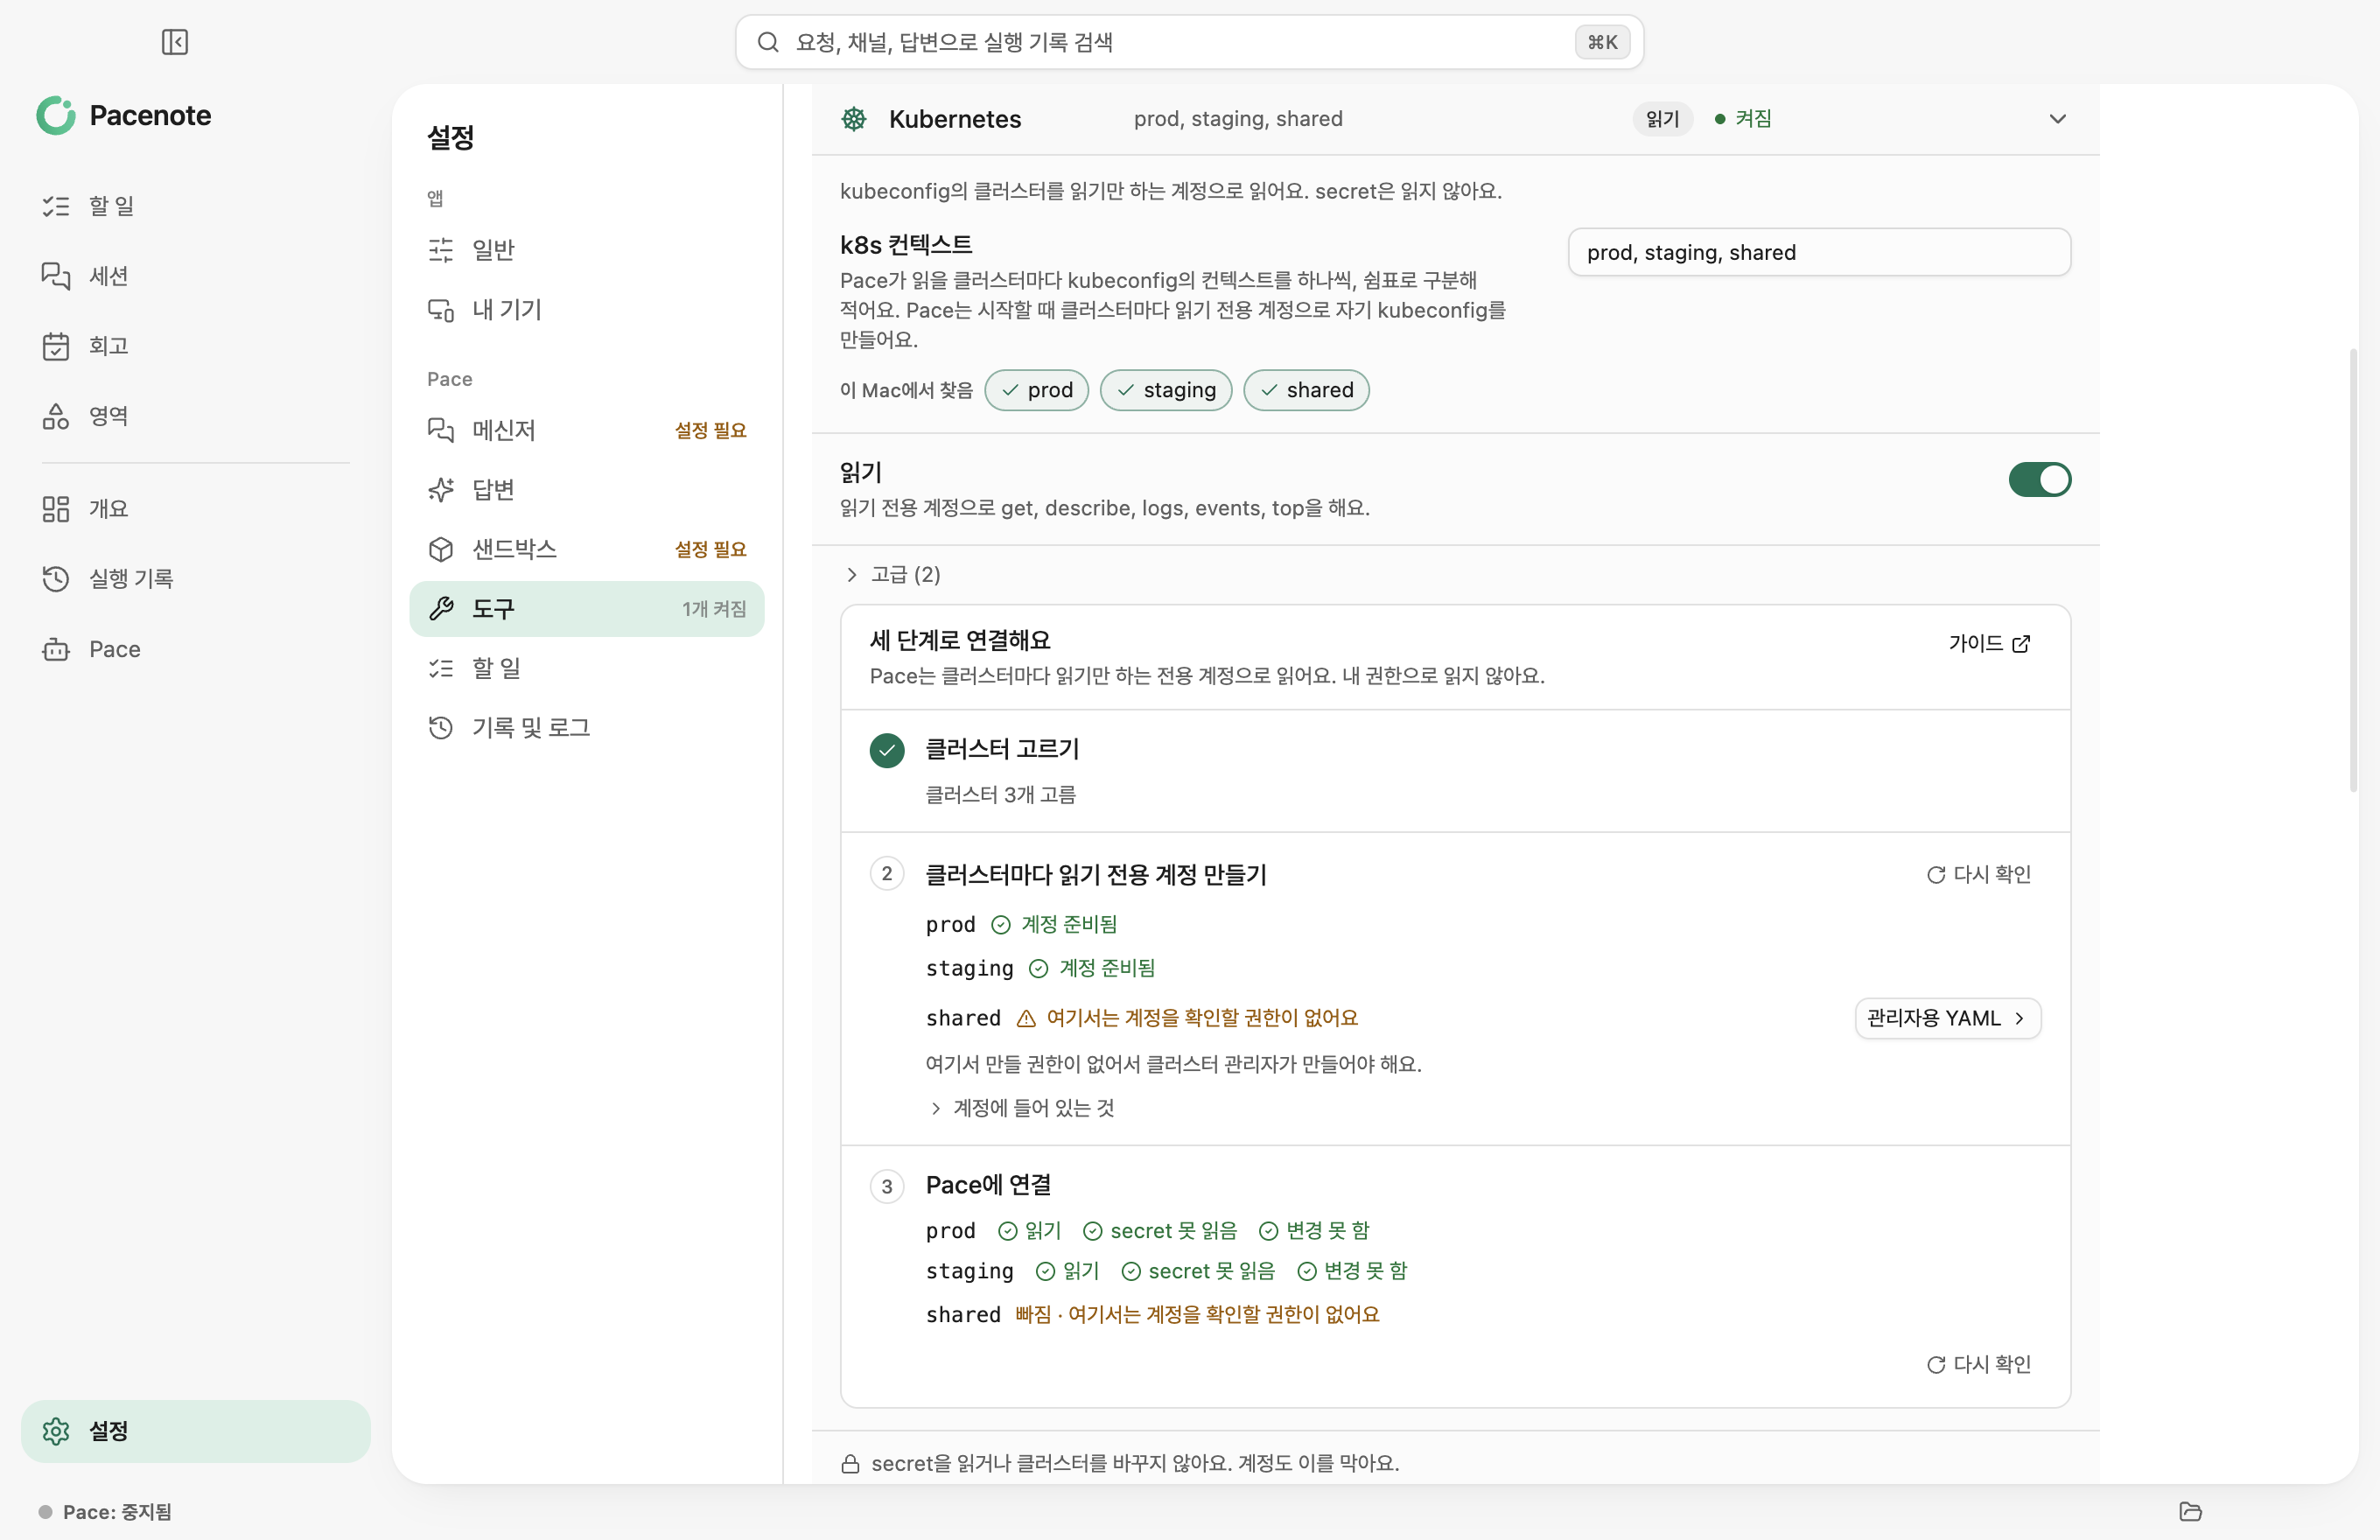 요청, 채널, 답변으로 실행 기록 검색
⌘K
Pacenote
할 일
세션
회고
영역
개요
실행 기록
Pace
설정
Pace: 중지됨
설정
앱
일반
내 기기
Pace
메신저 설정 필요
답변
샌드박스 설정 필요
도구 1개 켜짐
할 일
기록 및 로그
Kubernetes prod, staging, shared 읽기 켜짐
kubeconfig의 클러스터를 읽기만 하는 계정으로 읽어요. secret은 읽지 않아요.
k8s 컨텍스트
prod, staging, shared
Pace가 읽을 클러스터마다 kubeconfig의 컨텍스트를 하나씩, 쉼표로 구분해
적어요. Pace는 시작할 때 클러스터마다 읽기 전용 계정으로 자기 kubeconfig를
만들어요.
이 Mac에서 찾음 prod staging shared
읽기
읽기 전용 계정으로 get, describe, logs, events, top을 해요.
고급 (2)
세 단계로 연결해요
가이드
Pace는 클러스터마다 읽기만 하는 전용 계정으로 읽어요. 내 권한으로 읽지 않아요.
클러스터 고르기
클러스터 3개 고름
2 클러스터마다 읽기 전용 계정 만들기 다시 확인
prod 계정 준비됨
staging 계정 준비됨
shared 여기서는 계정을 확인할 권한이 없어요 관리자용 YAML
여기서 만들 권한이 없어서 클러스터 관리자가 만들어야 해요.
계정에 들어 있는 것
3 Pace에 연결
prod 읽기 secret 못 읽음 변경 못 함
staging 읽기 secret 못 읽음 변경 못 함
shared 빠짐 · 여기서는 계정을 확인할 권한이 없어요
다시 확인
secret을 읽거나 클러스터를 바꾸지 않아요. 계정도 이를 막아요.